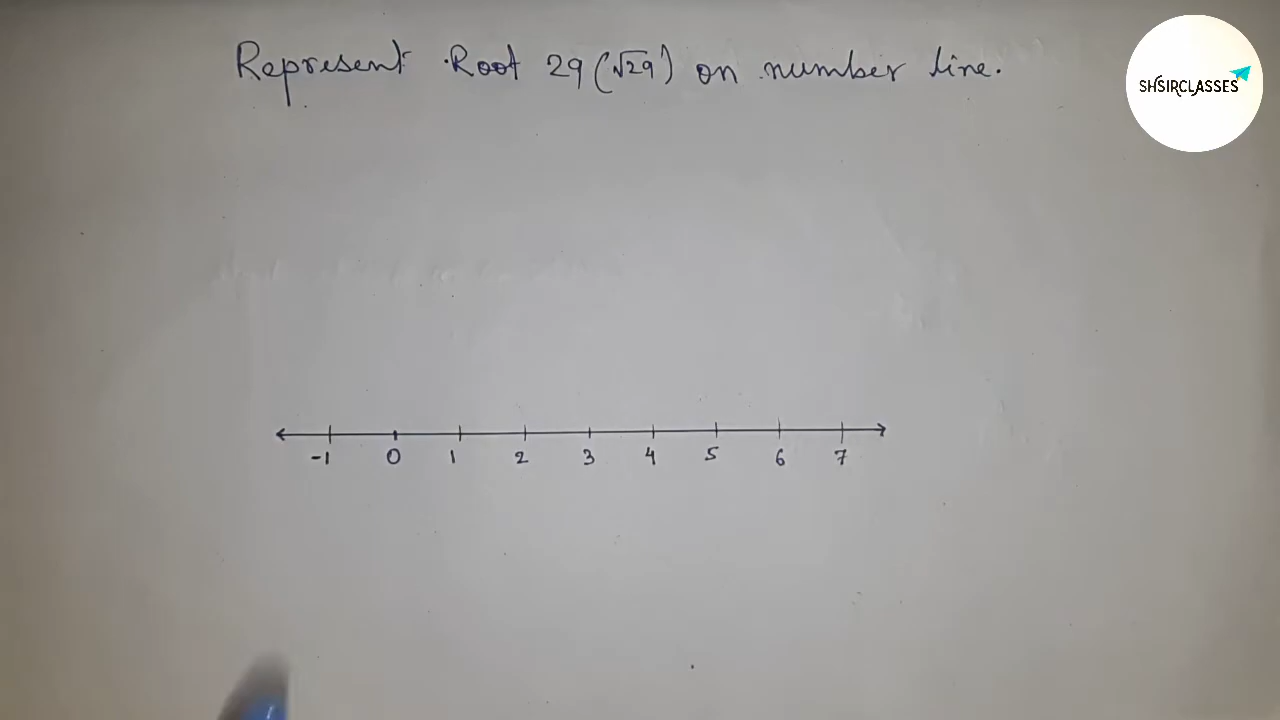 Represent Root 29 (√29) on number line.
SHSIRCLASSES
-1 0 1 2 3 4 5 6 7